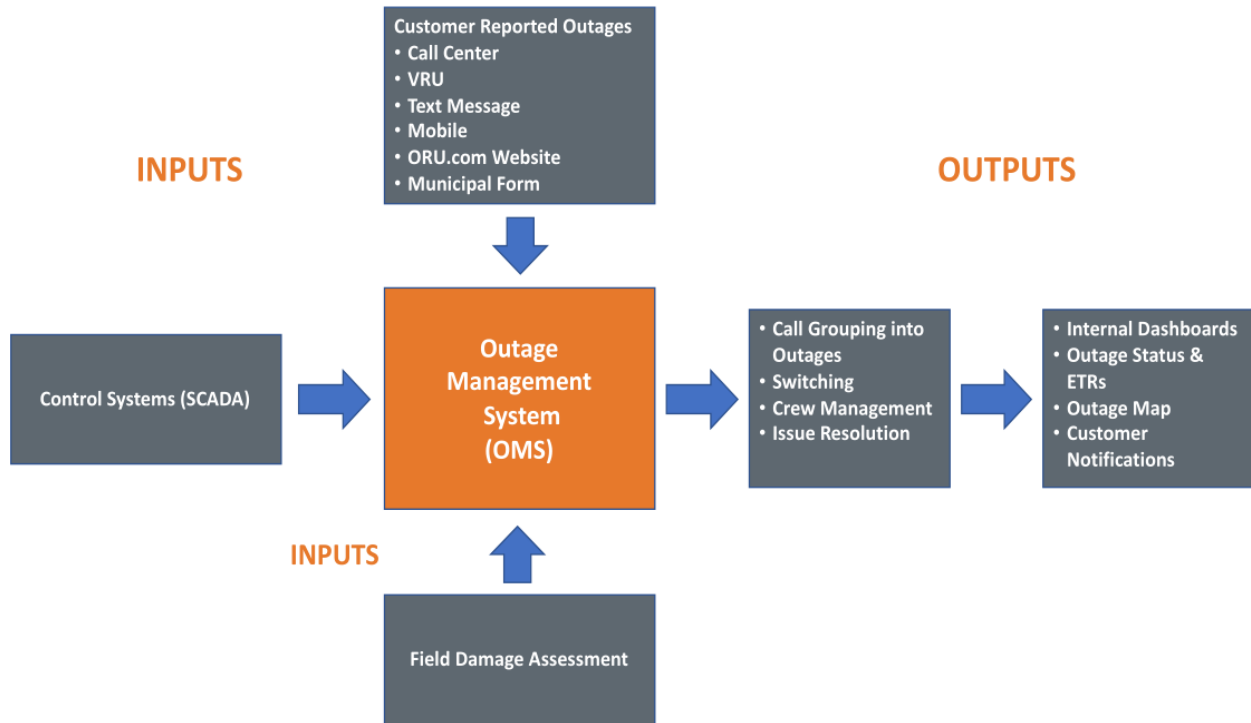 Customer Reported Outages
• Call Center
• VRU
• Text Message
• Mobile
• ORU.com Website
• Municipal Form
INPUTS
OUTPUTS
Control Systems (SCADA)
Outage
Management
System
(OMS)
• Call Grouping into
Outages
• Switching
• Crew Management
• Issue Resolution
• Internal Dashboards
• Outage Status &
ETRs
• Outage Map
• Customer
Notifications
INPUTS
Field Damage Assessment